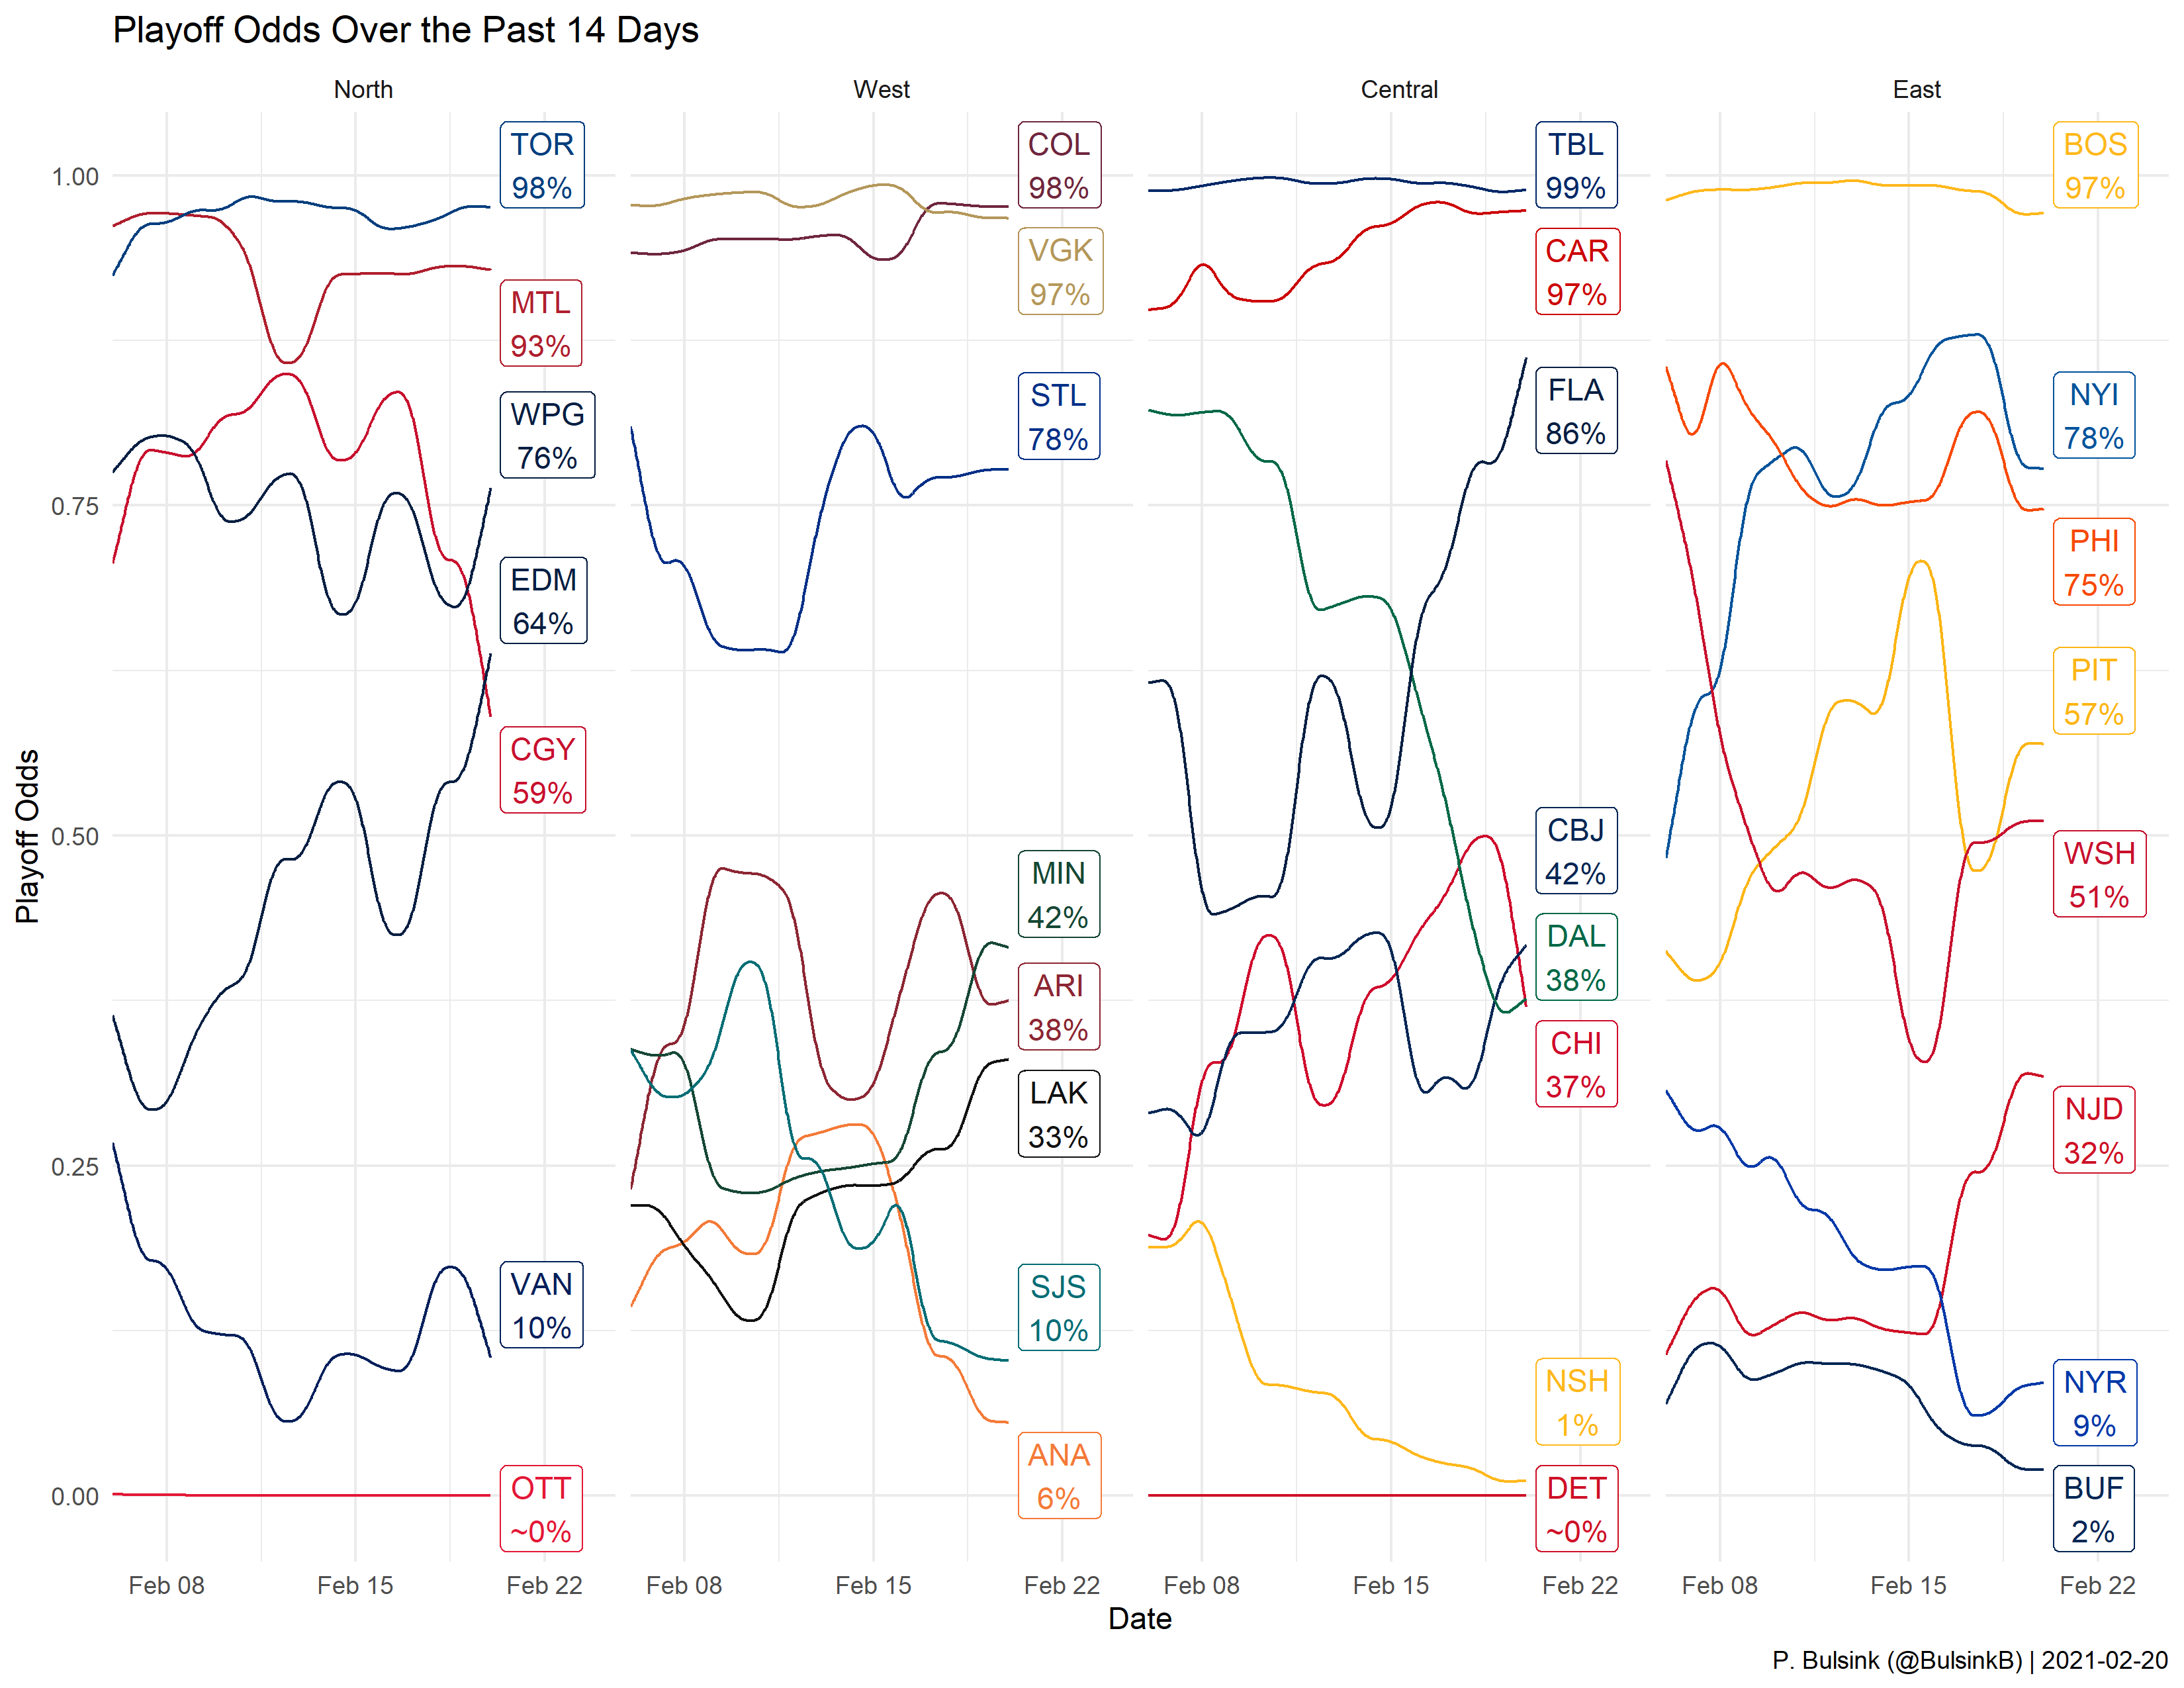 Playoff Odds Over the Past 14 Days
North
West
Central
East
Playoff Odds
1.00
0.75
0.50
0.25
0.00
TOR
98%
MTL
93%
WPG
76%
EDM
64%
CGY
59%
VAN
10%
OTT
~0%
COL
98%
VGK
97%
STL
78%
MIN
42%
ARI
38%
LAK
33%
SJS
10%
ANA
6%
TBL
99%
CAR
97%
FLA
86%
CBJ
42%
DAL
38%
CHI
37%
NSH
1%
DET
~0%
BOS
97%
NYI
78%
PHI
75%
PIT
57%
WSH
51%
NJD
32%
NYR
9%
BUF
2%
Feb 08 Feb 15 Feb 22
Feb 08 Feb 15 Feb 22
Feb 08 Feb 15 Feb 22
Feb 08 Feb 15 Feb 22
Date
P. Bulsink (@BulsinkB) | 2021-02-20